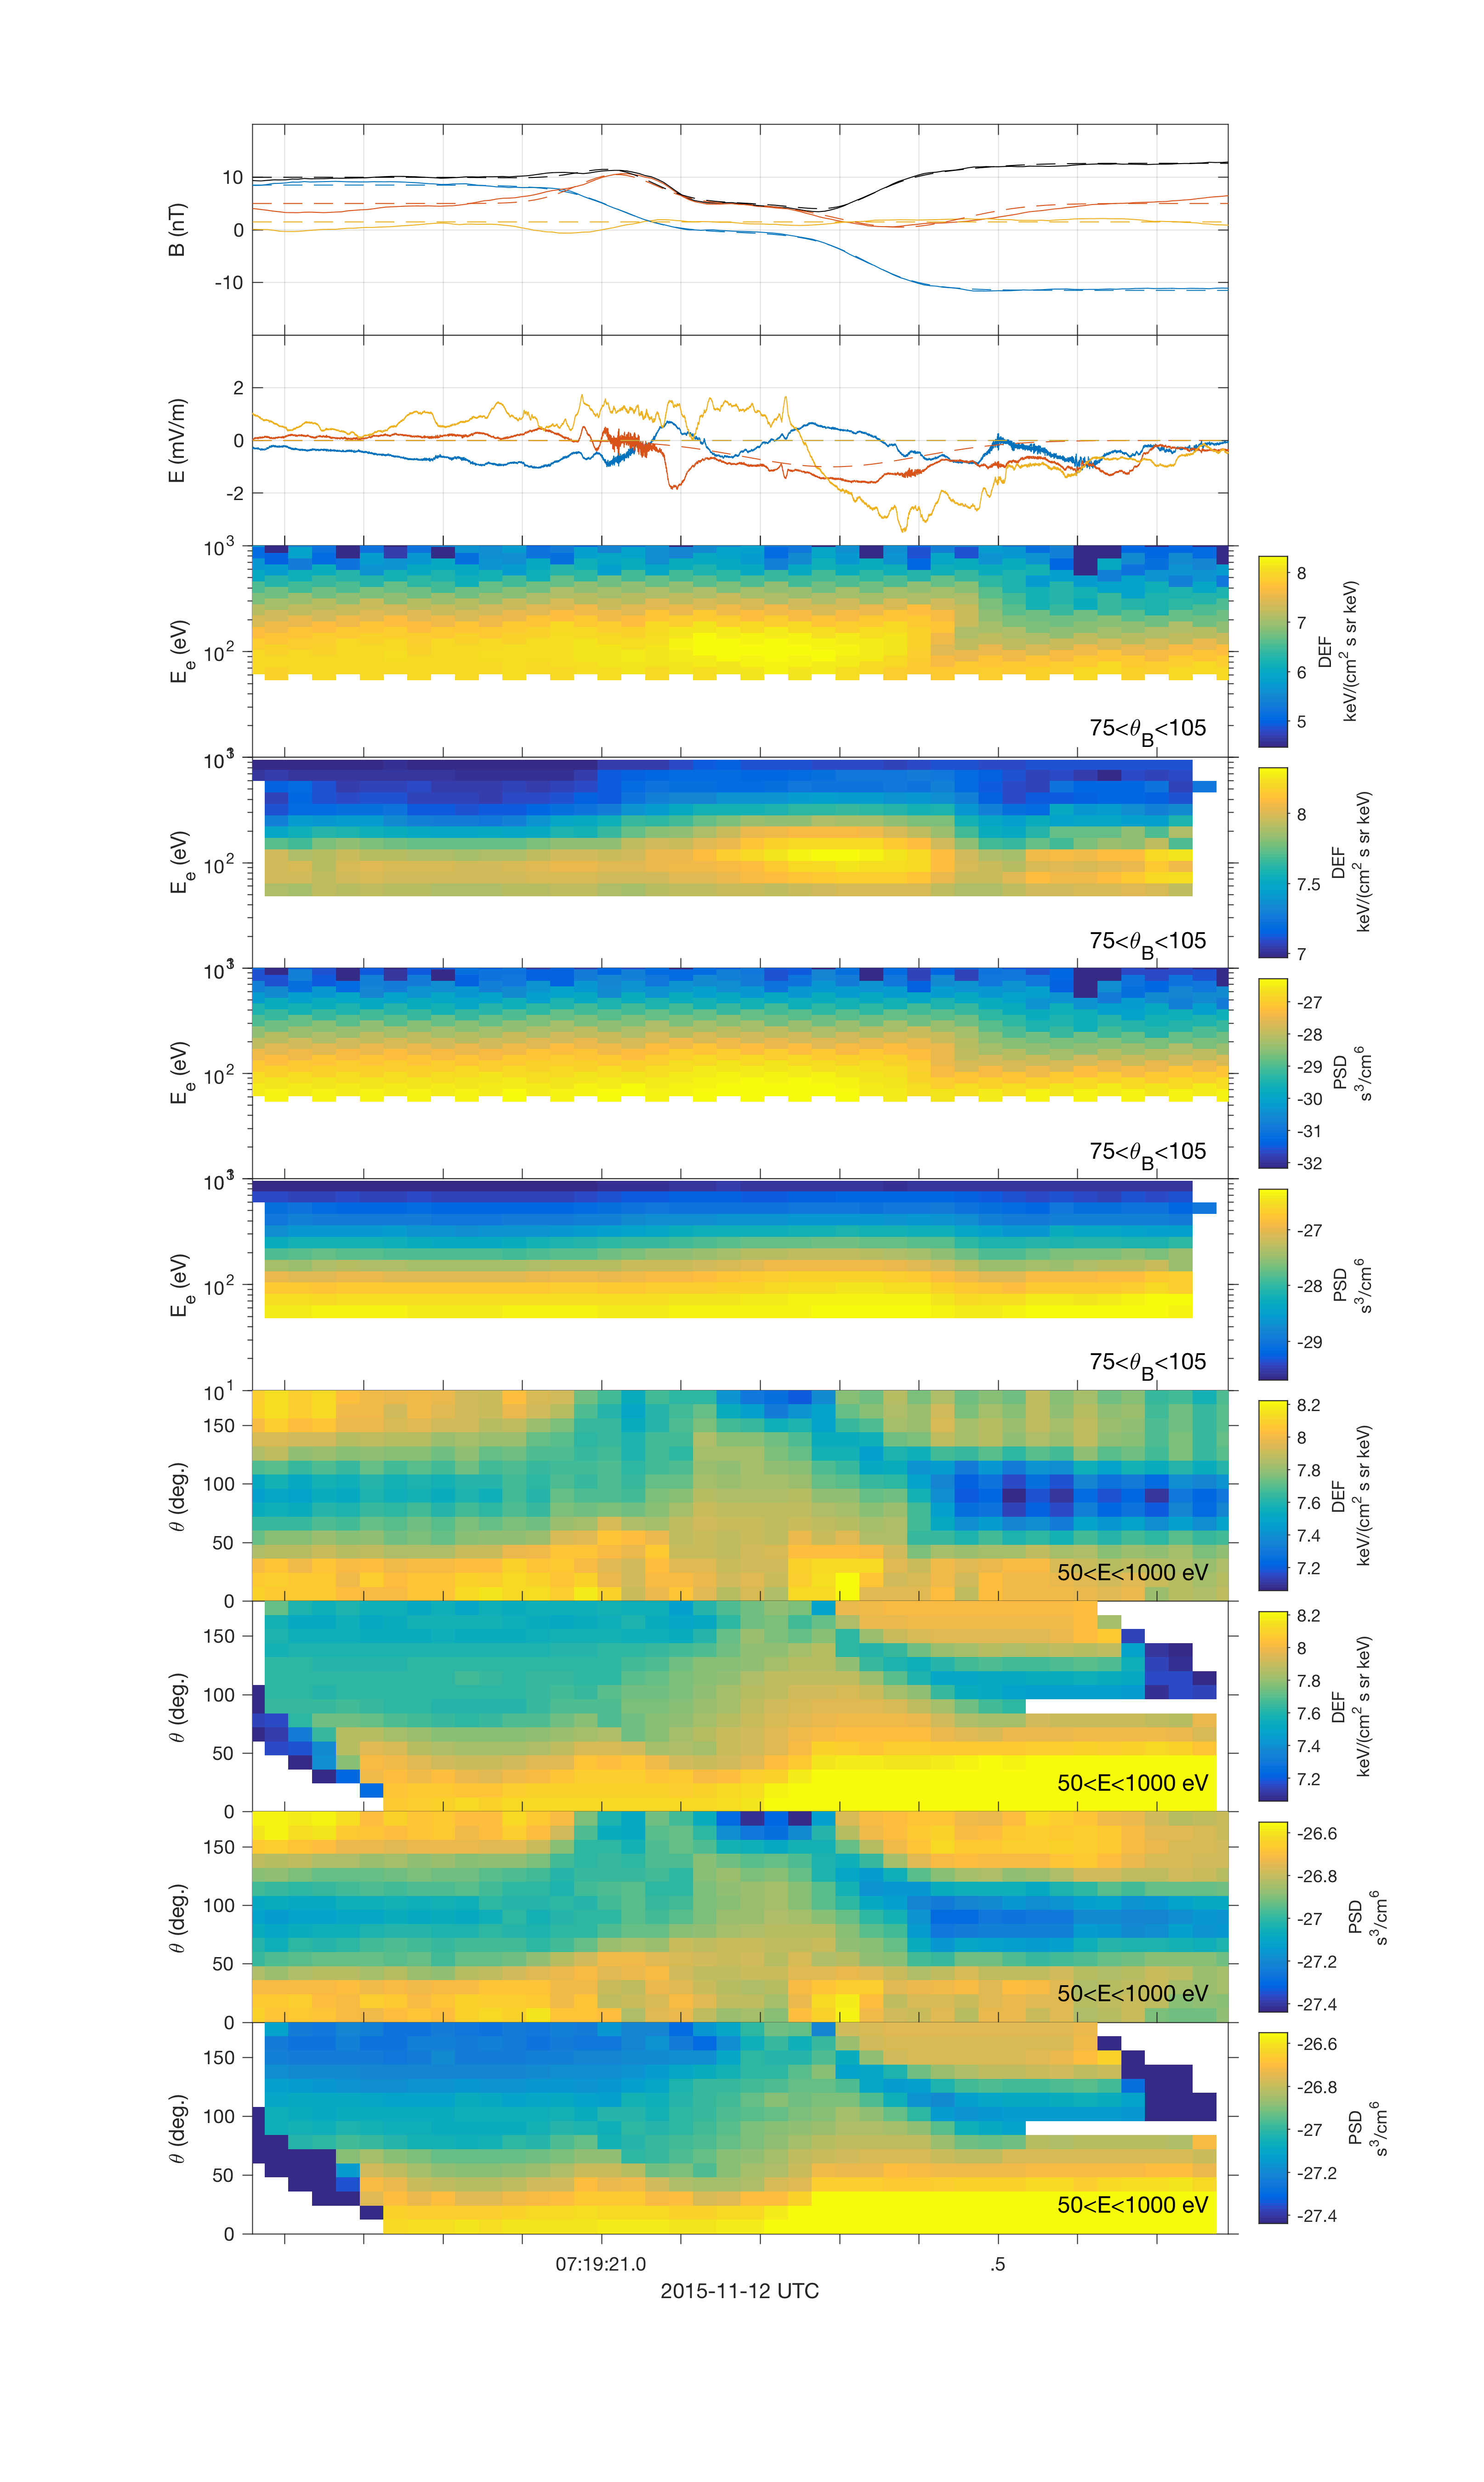 10
0
-10
B (nT)
2
0
-2
E (mV/m)
10^3
10^2
E_e (eV)
75<θ_B<105
8
7
6
5
DEF
keV/(cm^2 s sr keV)
10^2
E_e (eV)
75<θ_B<105
8
7.5
7
DEF
keV/(cm^2 s sr keV)
10^2
E_e (eV)
75<θ_B<105
-27
-28
-29
-30
-31
-32
PSD
s^3/cm^6
10^2
10^1
E_e (eV)
75<θ_B<105
-27
-28
-29
PSD
s^3/cm^6
150
100
50
0
θ (deg.)
50<E<1000 eV
8.2
8
7.8
7.6
7.4
7.2
DEF
keV/(cm^2 s sr keV)
150
100
50
0
θ (deg.)
50<E<1000 eV
8.2
8
7.8
7.6
7.4
7.2
DEF
keV/(cm^2 s sr keV)
150
100
50
0
θ (deg.)
50<E<1000 eV
-26.6
-26.8
-27
-27.2
-27.4
PSD
s^3/cm^6
150
100
50
0
θ (deg.)
50<E<1000 eV
-26.6
-26.8
-27
-27.2
-27.4
PSD
s^3/cm^6
07:19:21.0
.5
2015-11-12 UTC